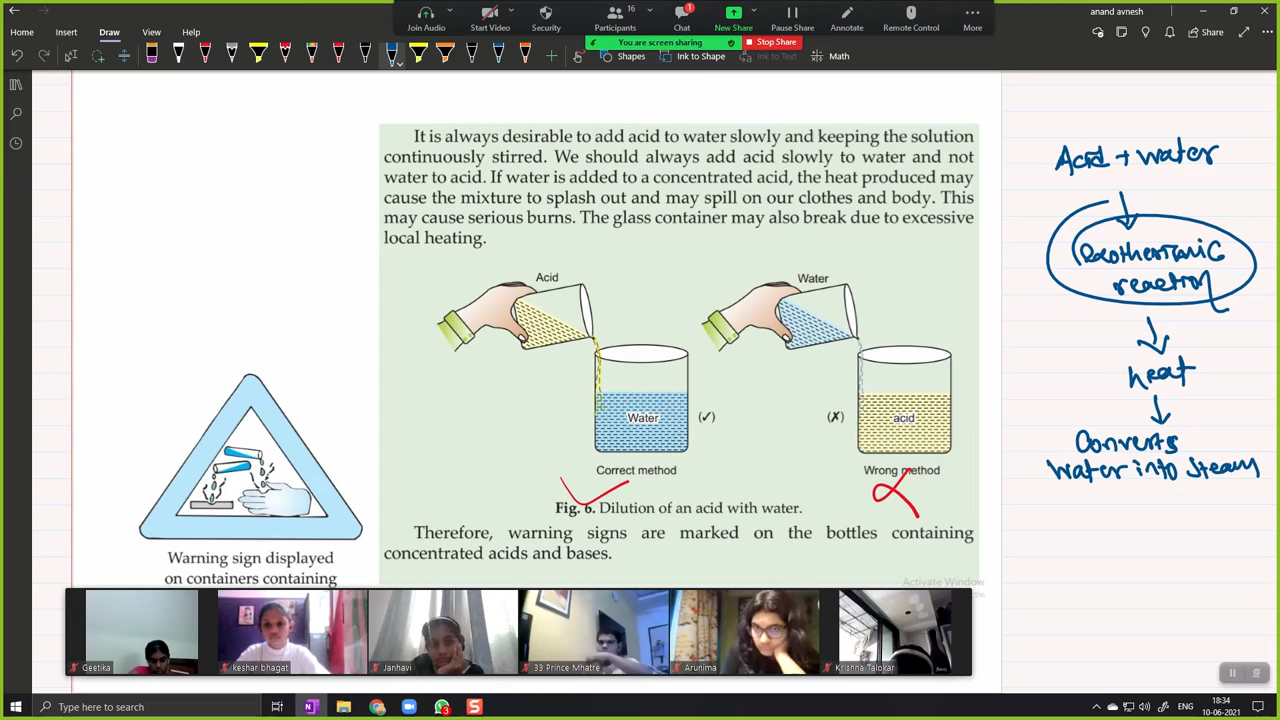 anand avnesh
Home
Insert
Draw
View
Help
Join Audio
Start Video
Security
16
Participants
1
Chat
New Share
Pause Share
Annotate
Remote Control
More
You are screen sharing
Stop Share
Share
Shapes
Ink to Shape
Ink to Text
Math
It is always desirable to add acid to water slowly and keeping the solution
continuously stirred. We should always add acid slowly to water and not
water to acid. If water is added to a concentrated acid, the heat produced may
cause the mixture to splash out and may spill on our clothes and body. This
may cause serious burns. The glass container may also break due to excessive
local heating.
Acid
Water
Water
(✓)
(✗)
acid
Correct method
Wrong method
Fig. 6. Dilution of an acid with water.
Therefore, warning signs are marked on the bottles containing
concentrated acids and bases.
Warning sign displayed
on containers containing
Acid + water
reaction
heat
Converts
water into steam
Activate Window
Geetika
keshar bhagat
Janhavi
33 Prince Mhatre
Arunima
Krishna Talokar
Type here to search
3
18:34
10-06-2021